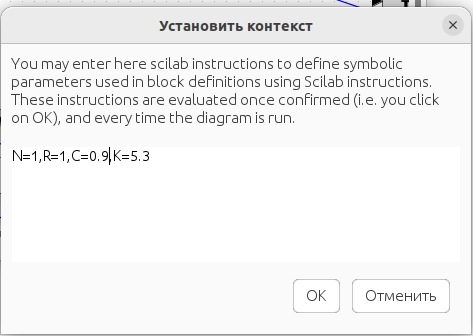 Установить контекст
You may enter here scilab instructions to define symbolic
parameters used in block definitions using Scilab instructions.
These instructions are evaluated once confirmed (i.e. you click
on OK), and every time the diagram is run.
N=1,R=1,C=0.9,K=5.3
OK
Отменить